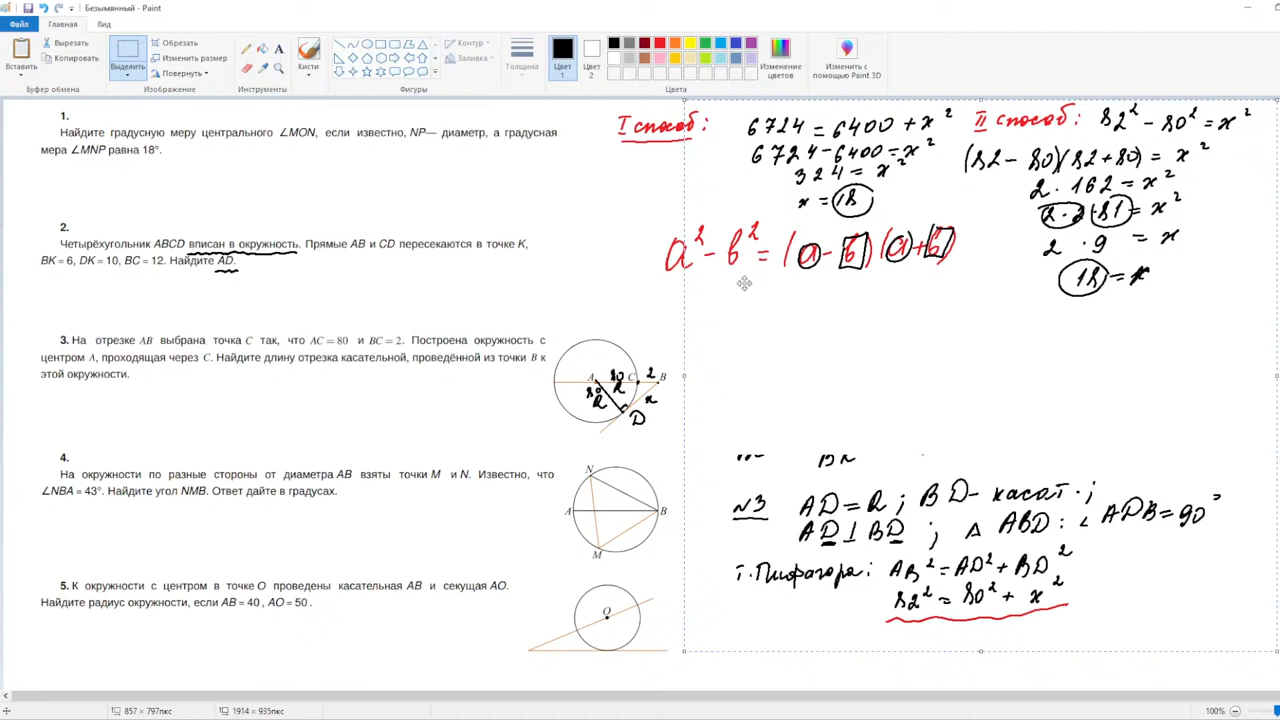 Безымянный - Paint
Файл Главная Вид
Вставить
Вырезать
Копировать
Буфер обмена
Выделить
Обрезать
Изменить размер
Повернуть
Изображение
Инструменты
Кисти
Фигуры
Контур
Заливка
Толщина
Цвет 1
Цвет 2
Цвета
Изменение цветов
Изменить с помощью Paint 3D
1.
Найдите градусную меру центрального ∠MON, если известно, NP— диаметр, а градусная
мера ∠MNP равна 18°.
2.
Четырёхугольник ABCD вписан в окружность. Прямые AB и CD пересекаются в точке K,
BK = 6, DK = 10, BC = 12. Найдите AD.
3. На отрезке AB выбрана точка C так, что AC = 80 и BC = 2. Построена окружность с
центром A, проходящая через C. Найдите длину отрезка касательной, проведённой из точки B к
этой окружности.
A 80 R C 2 B
80 R x
D
4.
На окружности по разные стороны от диаметра AB взяты точки M и N. Известно, что
∠NBA = 43°. Найдите угол NMB. Ответ дайте в градусах.
N
A B
M
5. К окружности с центром в точке O проведены касательная AB и секущая AO.
Найдите радиус окружности, если AB = 40 , AO = 50 .
O
I способ:
6724 = 6400 + x²
6724 - 6400 = x²
324 = x²
x = 18
II способ: 82² - 80² = x²
(82 - 80)(82 + 80) = x²
2 · 162 = x²
2 · 2 · 81 = x²
2 · 9 = x
18 = x
a² - в² = (a - в)(a + в)
№3 AD = R ; BD - касат. ;
AD ⊥ BD ; Δ ABD : ∠ ADB = 90°
т. Пифагора: AB² = AD² + BD²
82² = 80² + x²
857 × 797пкс
1914 × 935пкс
100%